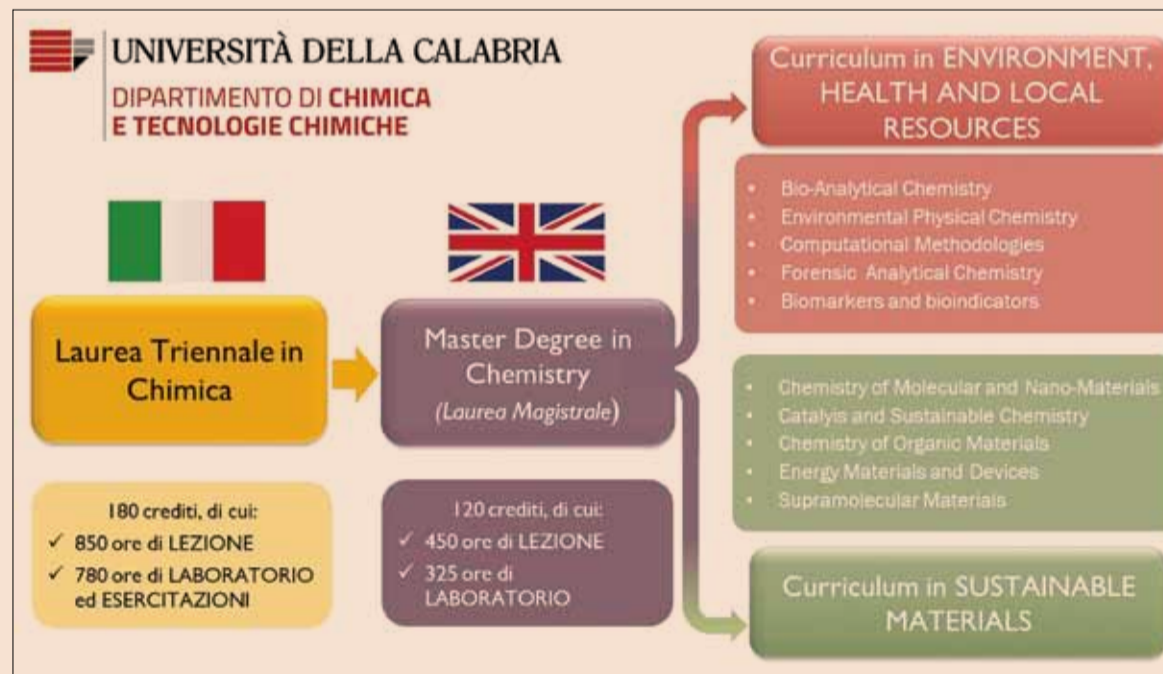 UNIVERSITÀ DELLA CALABRIA
DIPARTIMENTO DI CHIMICA
E TECNOLOGIE CHIMICHE
Laurea Triennale in
Chimica
180 crediti, di cui:
✓ 850 ore di LEZIONE
✓ 780 ore di LABORATORIO
ed ESERCITAZIONI
Master Degree in
Chemistry
(Laurea Magistrale)
120 crediti, di cui:
✓ 450 ore di LEZIONE
✓ 325 ore di
LABORATORIO
Curriculum in ENVIRONMENT,
HEALTH AND LOCAL
RESOURCES
• Bio-Analytical Chemistry
• Environmental Physical Chemistry
• Computational Methodologies
• Forensic Analytical Chemistry
• Biomarkers and bioindicators
• Chemistry of Molecular and Nano-Materials
• Catalyis and Sustainable Chemistry
• Chemistry of Organic Materials
• Energy Materials and Devices
• Supramolecular Materials
Curriculum in SUSTAINABLE
MATERIALS